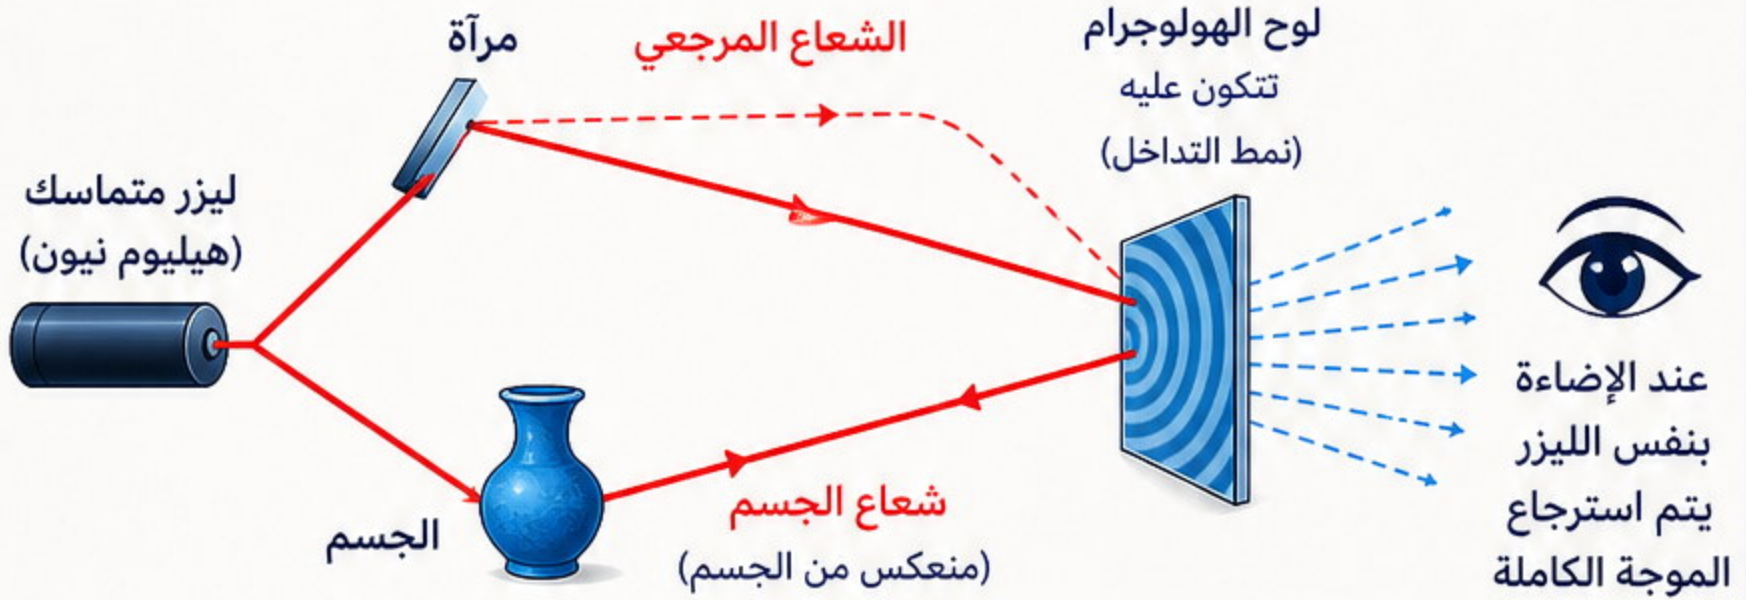 مرآة
الشعاع المرجعي
لوح الهولوجرام
تتكون عليه
(نمط التداخل)
ليزر متماسك
(هيليوم نيون)
الجسم
شعاع الجسم
(منعكس من الجسم)
عند الإضاءة
بنفس الليزر
يتم استرجاع
الموجة الكاملة